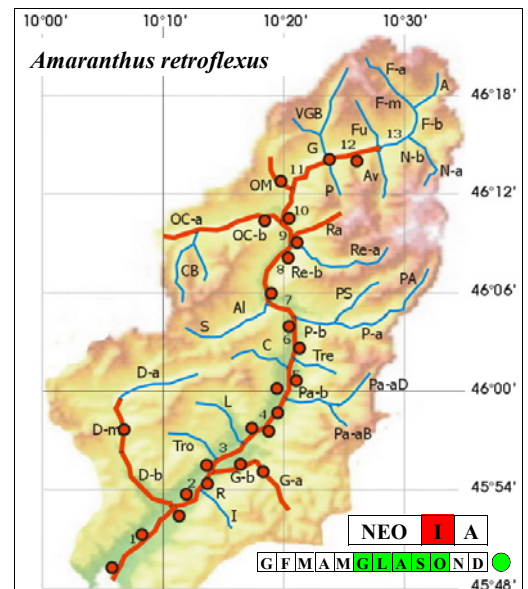 10°00' 10°10' 10°20' 10°30'
Amaranthus retroflexus
F-a
A
46°18'
F-m
VGB
Fu
F-b
13
G
12
N-b
11
N-a
OM
P
Av
46°12'
OC-a
10
Ra
OC-b
9
Re-a
8
Re-b
CB
PA
46°06'
PS
7
Al
S
6
P-b
P-a
C
Tre
D-a
5
46°00'
Pa-b
Pa-aD
L
4
D-m
Pa-aB
Tro
3
D-b
G-b
G-a
2
R
45°54'
I
1
NEO I A
G F M A M G L A S O N D
45°48'